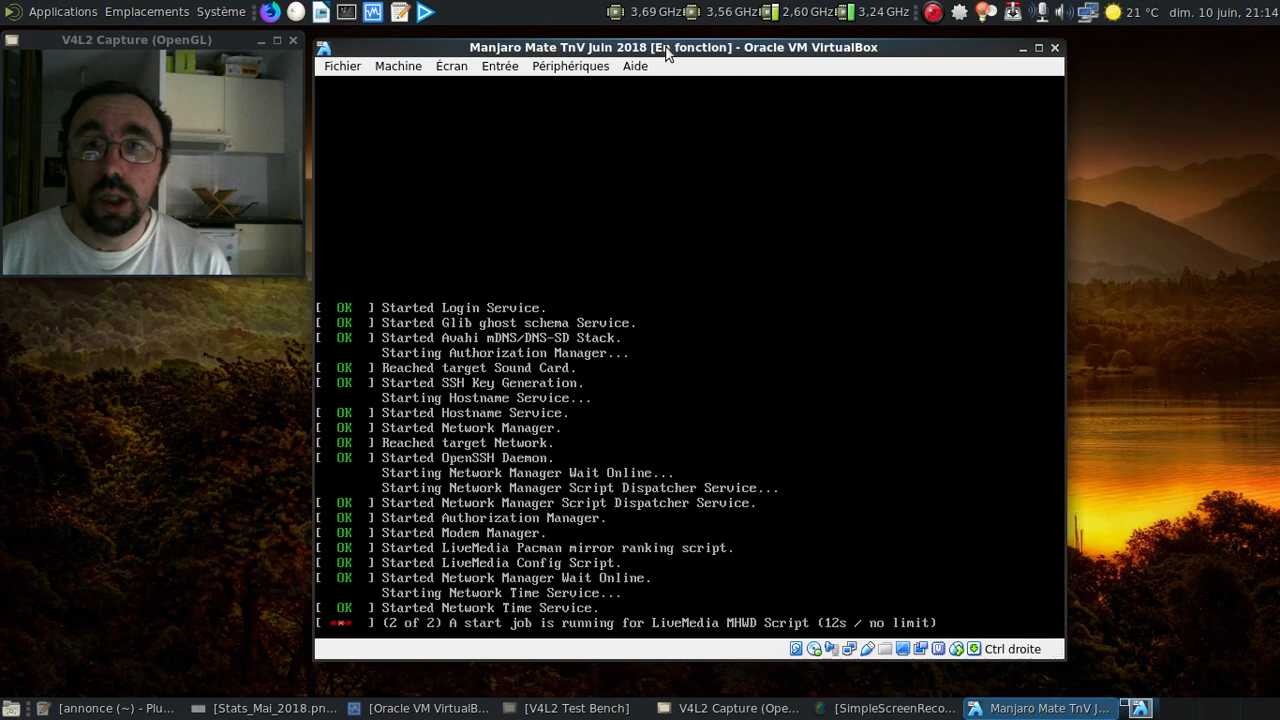 Applications Emplacements Système 3,69 GHz 3,56 GHz 2,60 GHz 3,24 GHz 21 °C dim. 10 juin, 21:14
V4L2 Capture (OpenGL)
Manjaro Mate TnV Juin 2018 [En fonction] - Oracle VM VirtualBox
Fichier Machine Écran Entrée Périphériques Aide
[ OK ] Started Login Service.
[ OK ] Started Glib ghost schema Service.
[ OK ] Started Avahi mDNS/DNS-SD Stack.
Starting Authorization Manager...
[ OK ] Reached target Sound Card.
[ OK ] Started SSH Key Generation.
Starting Hostname Service...
[ OK ] Started Hostname Service.
[ OK ] Started Network Manager.
[ OK ] Reached target Network.
[ OK ] Started OpenSSH Daemon.
Starting Network Manager Wait Online...
Starting Network Manager Script Dispatcher Service...
[ OK ] Started Network Manager Script Dispatcher Service.
[ OK ] Started Authorization Manager.
[ OK ] Started Modem Manager.
[ OK ] Started LiveMedia Pacman mirror ranking script.
[ OK ] Started LiveMedia Config Script.
[ OK ] Started Network Manager Wait Online.
Starting Network Time Service...
[ OK ] Started Network Time Service.
[ *** ] (2 of 2) A start job is running for LiveMedia MHWD Script (12s / no limit)
Ctrl droite
[annonce (~) - Plu... [Stats_Mai_2018.pn... [Oracle VM VirtualB... [V4L2 Test Bench] V4L2 Capture (Ope... [SimpleScreenReco... Manjaro Mate TnV J...